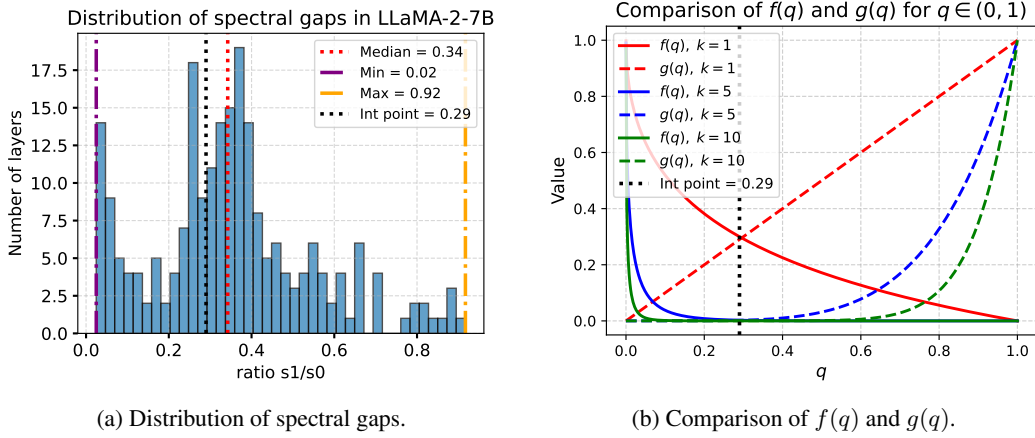 Distribution of spectral gaps in LLaMA-2-7B
Number of layers
17.5
15.0
12.5
10.0
7.5
5.0
2.5
0.0
Median = 0.34
Min = 0.02
Max = 0.92
Int point = 0.29
0.0 0.2 0.4 0.6 0.8
ratio s1/s0
(a) Distribution of spectral gaps.
Comparison of f(q) and g(q) for q ∈ (0, 1)
Value
1.0
0.8
0.6
0.4
0.2
0.0
f(q), k = 1
g(q), k = 1
f(q), k = 5
g(q), k = 5
f(q), k = 10
g(q), k = 10
Int point = 0.29
0.0 0.2 0.4 0.6 0.8 1.0
q
(b) Comparison of f(q) and g(q).